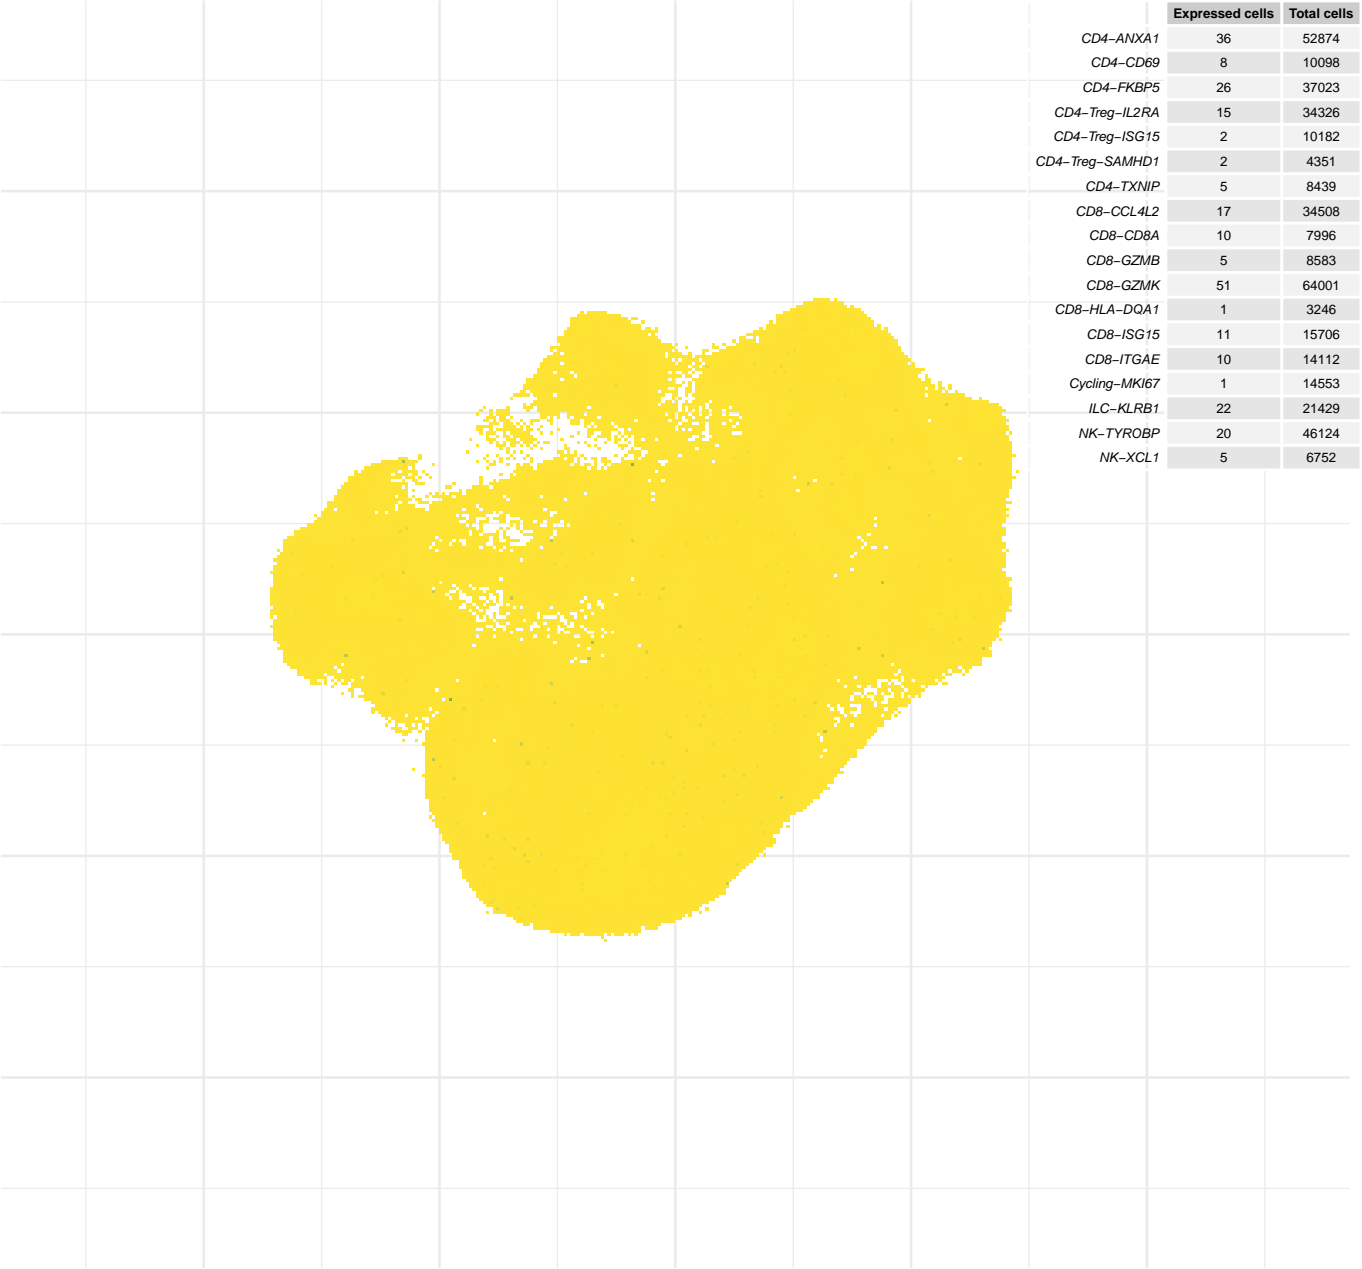 Expressed cells Total cells
CD4−ANXA1 36 52874
CD4−CD69 8 10098
CD4−FKBP5 26 37023
CD4−Treg−IL2RA 15 34326
CD4−Treg−ISG15 2 10182
CD4−Treg−SAMHD1 2 4351
CD4−TXNIP 5 8439
CD8−CCL4L2 17 34508
CD8−CD8A 10 7996
CD8−GZMB 5 8583
CD8−GZMK 51 64001
CD8−HLA−DQA1 1 3246
CD8−ISG15 11 15706
CD8−ITGAE 10 14112
Cycling−MKI67 1 14553
ILC−KLRB1 22 21429
NK−TYROBP 20 46124
NK−XCL1 5 6752